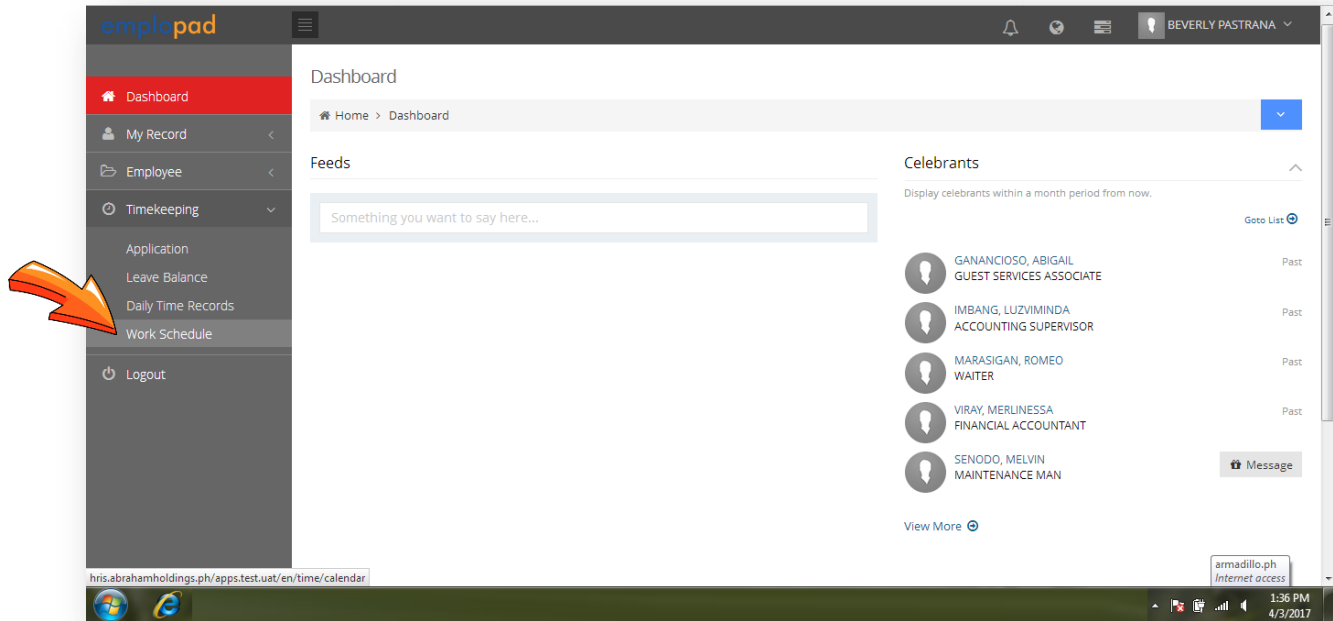 emplopad
BEVERLY PASTRANA
Dashboard
My Record
Employee
Timekeeping
Application
Leave Balance
Daily Time Records
Work Schedule
Logout
Dashboard
Home > Dashboard
Feeds
Something you want to say here...
Celebrants
Display celebrants within a month period from now.
Goto List
GANANCIOSO, ABIGAIL
GUEST SERVICES ASSOCIATE
Past
IMBANG, LUZVIMINDA
ACCOUNTING SUPERVISOR
Past
MARASIGAN, ROMEO
WAITER
Past
VIRAY, MERLINESSA
FINANCIAL ACCOUNTANT
Past
SENODO, MELVIN
MAINTENANCE MAN
Message
View More
hris.abrahamholdings.ph/apps.test.uat/en/time/calendar
armadillo.ph
Internet access
1:36 PM
4/3/2017